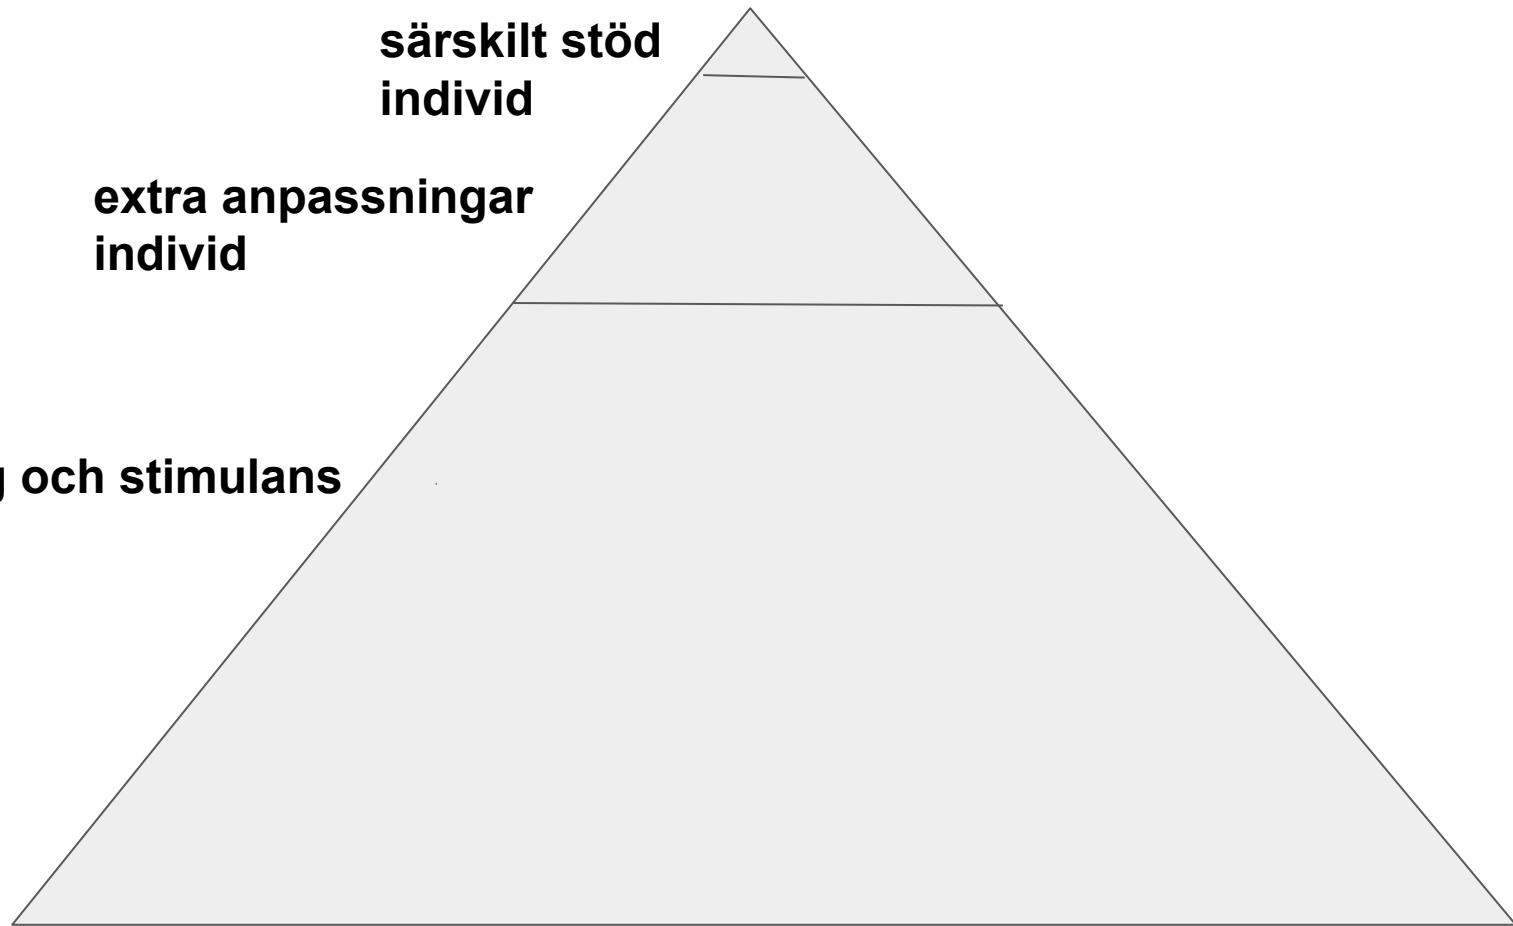 särskilt stöd
individ
extra anpassningar
individ
och stimulans